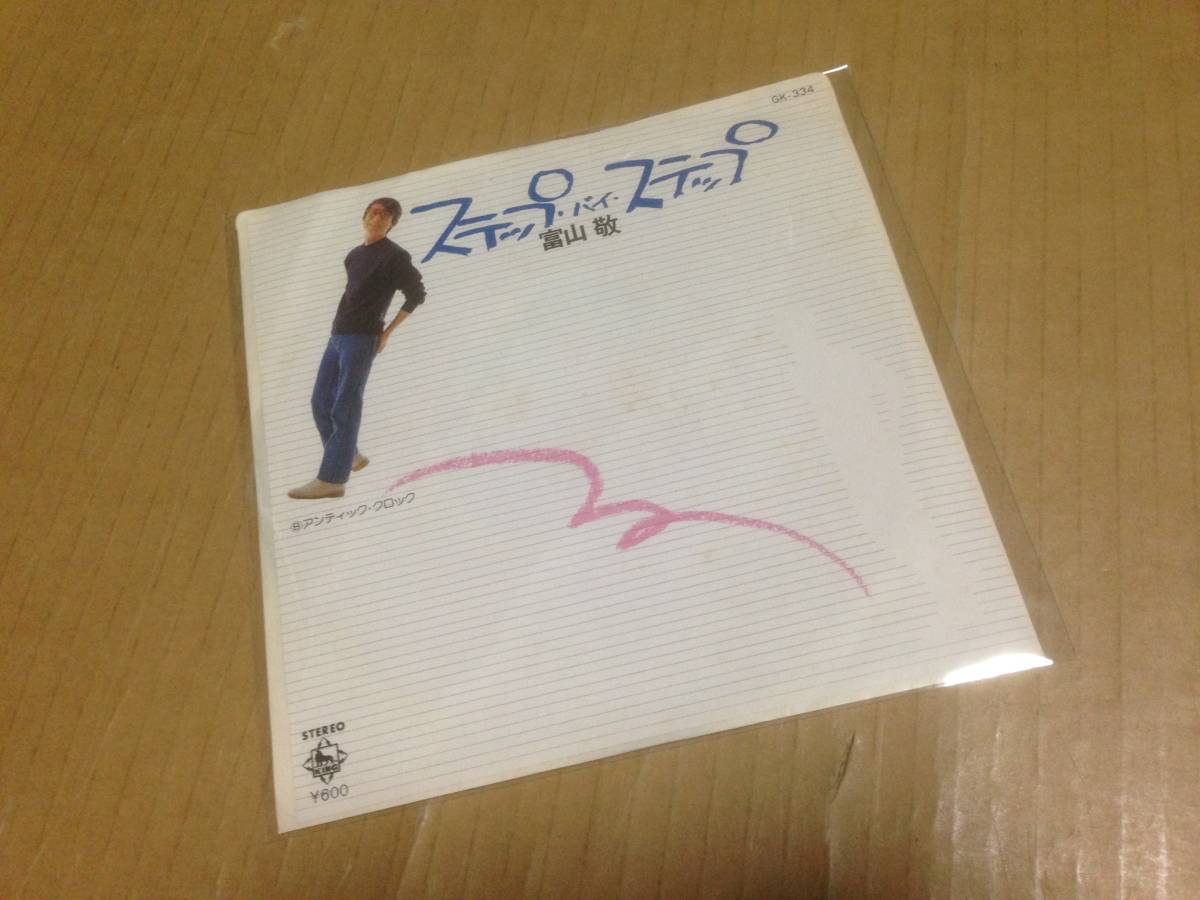 GK-334
ステップ・バイ・ステップ
富山 敬
Ⓑアンティック・クロック
STEREO
KING
¥600